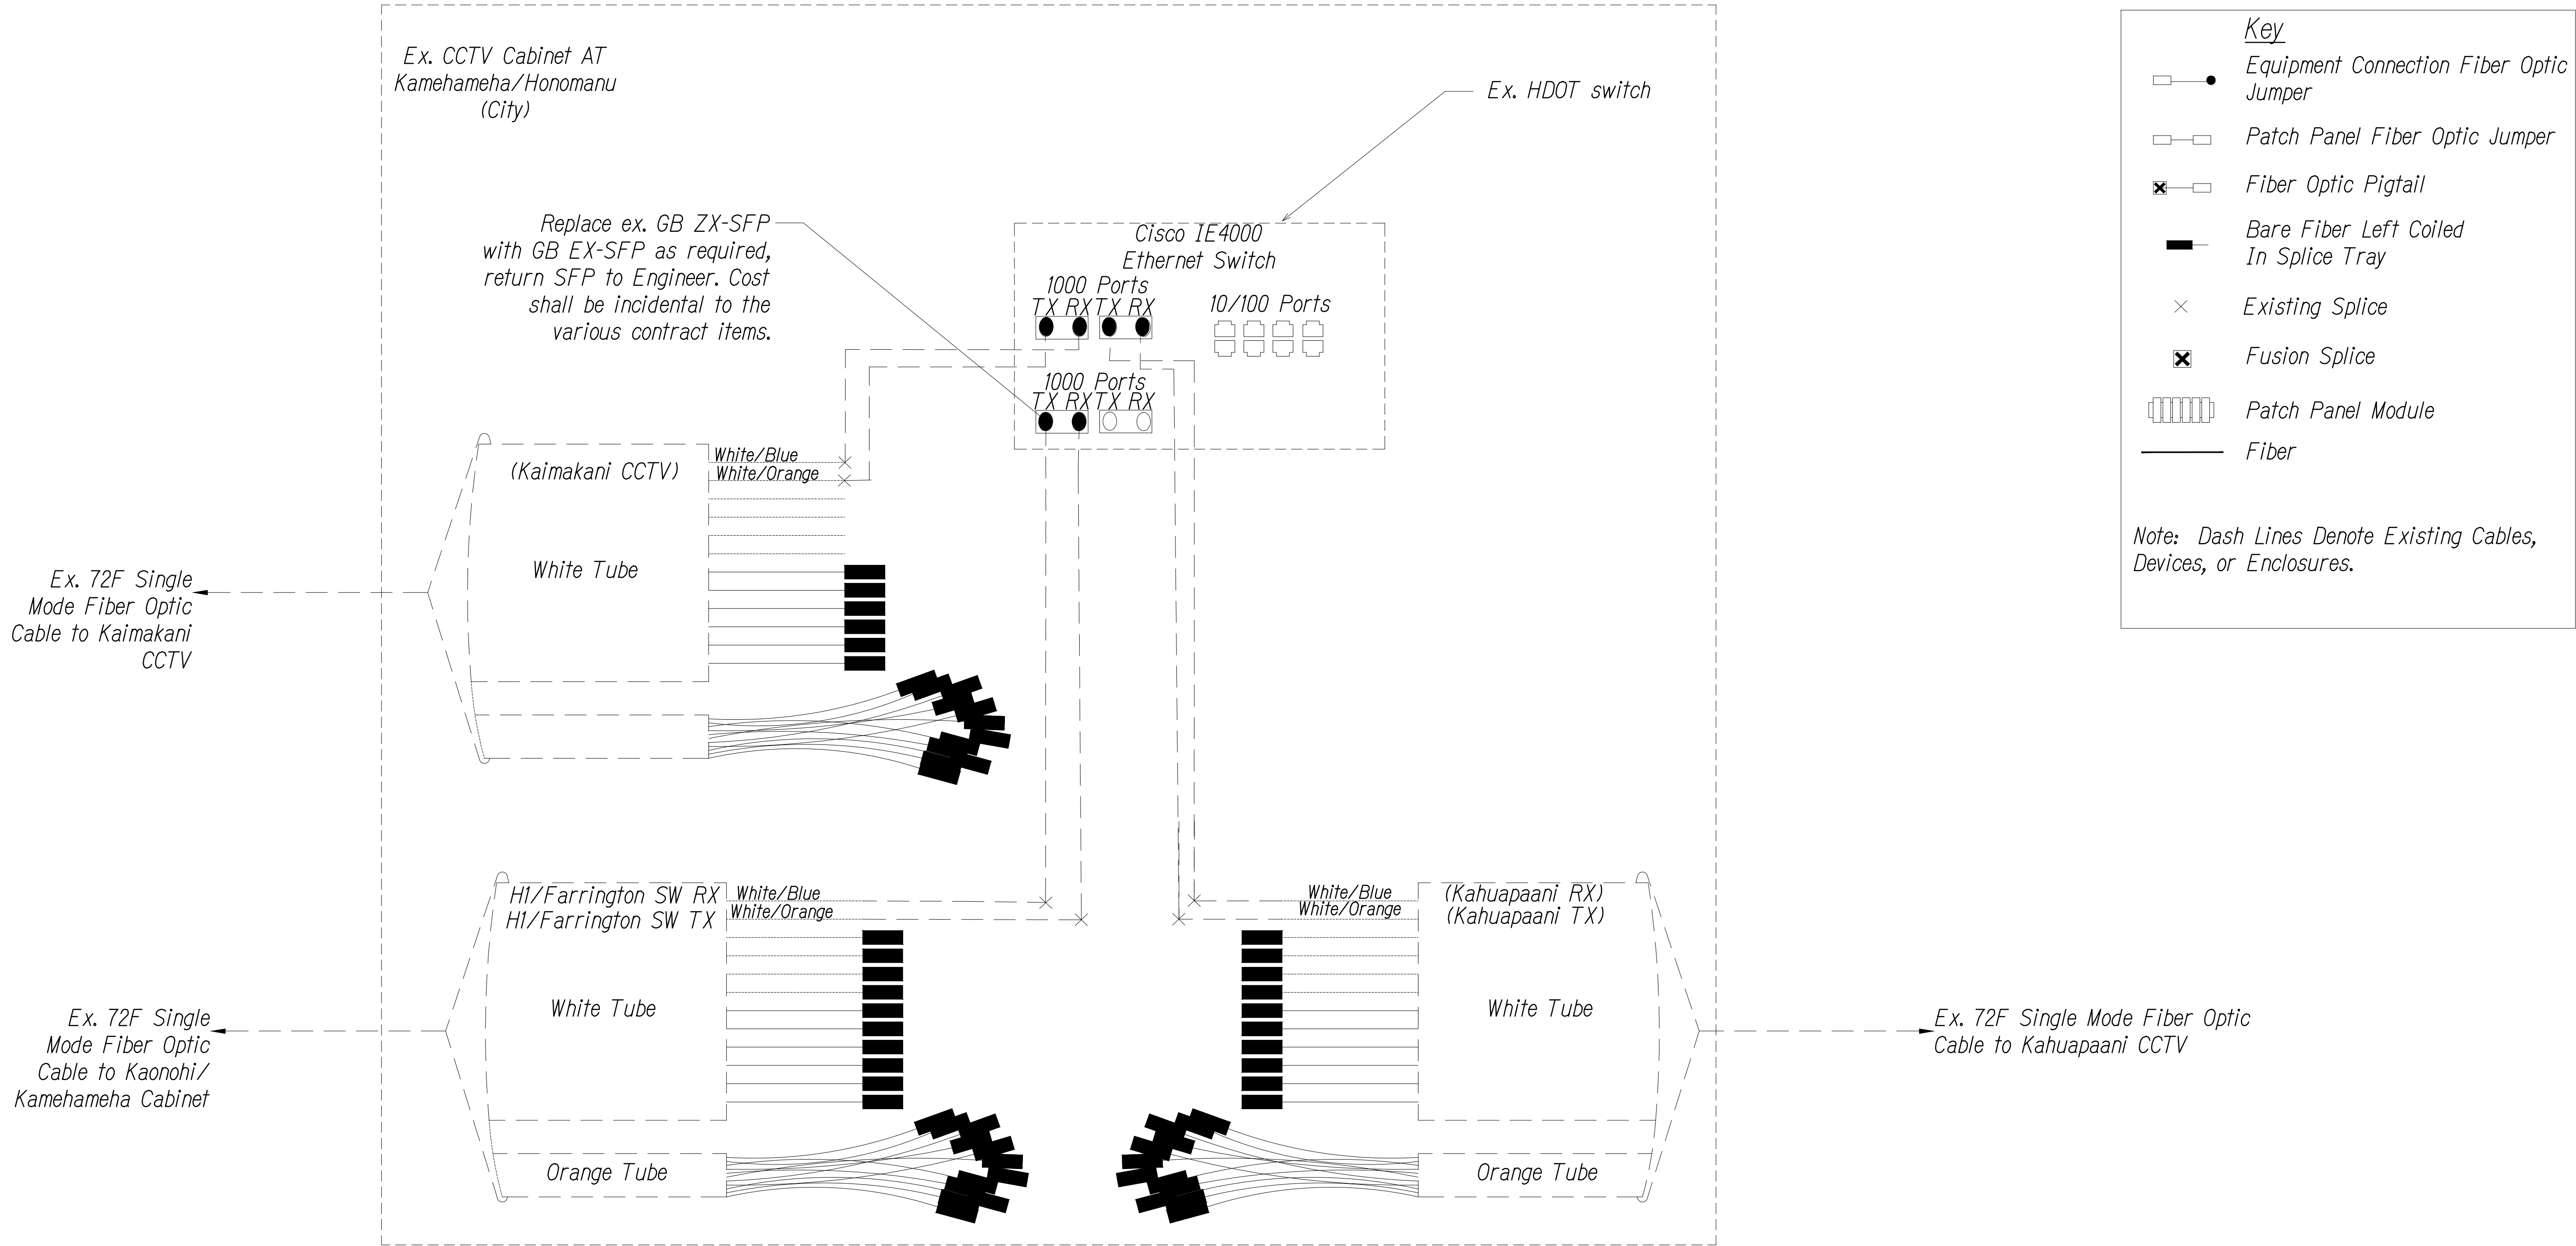 Ex. CCTV Cabinet AT
Kamehameha/Honomanu
(City)
Ex. HDOT switch
Replace ex. GB ZX-SFP
with GB EX-SFP as required,
return SFP to Engineer. Cost
shall be incidental to the
various contract items.
Cisco IE4000
Ethernet Switch
1000 Ports
TX RX TX RX
10/100 Ports
1000 Ports
TX RX TX RX
(Kaimakani CCTV)
White/Blue
White/Orange
White Tube
Ex. 72F Single
Mode Fiber Optic
Cable to Kaimakani
CCTV
H1/Farrington SW RX
H1/Farrington SW TX
White/Blue
White/Orange
White Tube
Orange Tube
Ex. 72F Single
Mode Fiber Optic
Cable to Kaonohi/
Kamehameha Cabinet
White/Blue
White/Orange
(Kahuapaani RX)
(Kahuapaani TX)
White Tube
Orange Tube
Ex. 72F Single Mode Fiber Optic
Cable to Kahuapaani CCTV
Key
Equipment Connection Fiber Optic
Jumper
Patch Panel Fiber Optic Jumper
Fiber Optic Pigtail
Bare Fiber Left Coiled
In Splice Tray
Existing Splice
Fusion Splice
Patch Panel Module
Fiber
Note: Dash Lines Denote Existing Cables,
Devices, or Enclosures.